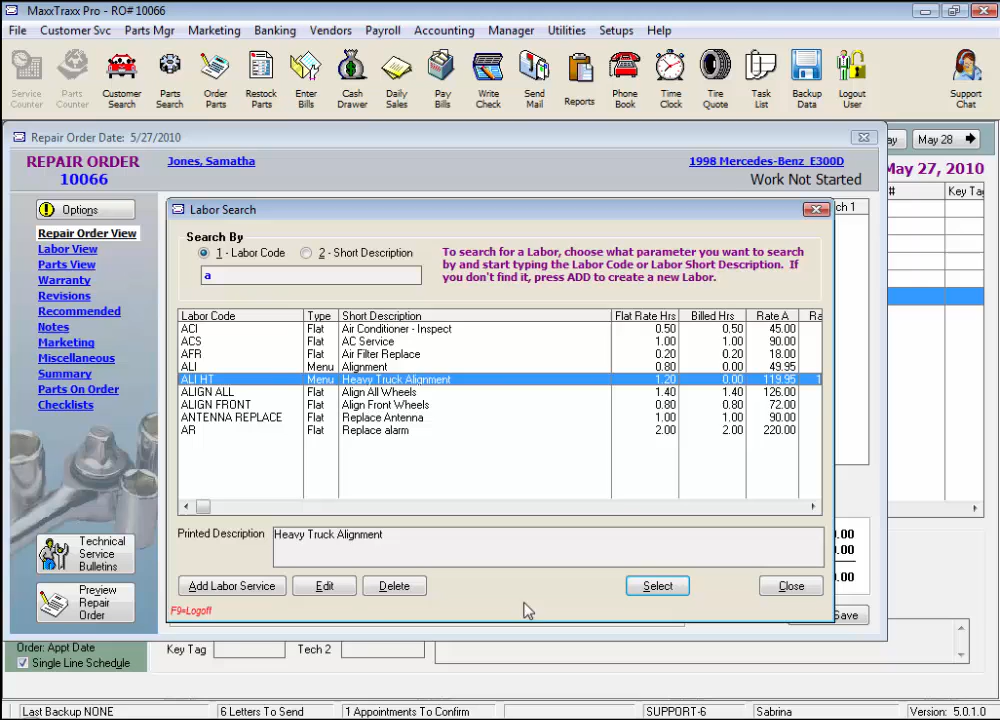 MaxxTraxx Pro - RO# 10066
File Customer Svc Parts Mgr Marketing Banking Vendors Payroll Accounting Manager Utilities Setups Help
Service Counter
Parts Counter
Customer Search
Parts Search
Order Parts
Restock Parts
Enter Bills
Cash Drawer
Daily Sales
Pay Bills
Write Check
Send Mail
Reports
Phone Book
Time Clock
Tire Quote
Task List
Backup Data
Logout User
Support Chat
Repair Order Date: 5/27/2010
ay May 28
REPAIR ORDER
10066
Jones, Samatha
1998 Mercedes-Benz E300D
Work Not Started
May 27, 2010
# Key Tag
Options
Repair Order View
Labor View
Parts View
Warranty
Revisions
Recommended
Notes
Marketing
Miscellaneous
Summary
Parts On Order
Checklists
Technical Service Bulletins
Preview Repair Order
Labor Search
ch 1
Search By
1 - Labor Code 2 - Short Description
a
To search for a Labor, choose what parameter you want to search
by and start typing the Labor Code or Labor Short Description. If
you don't find it, press ADD to create a new Labor.
Labor Code Type Short Description Flat Rate Hrs Billed Hrs Rate A Ra
ACI Flat Air Conditioner - Inspect 0.50 0.50 45.00
ACS Flat AC Service 1.00 1.00 90.00
AFR Flat Air Filter Replace 0.20 0.20 18.00
ALI Menu Alignment 0.80 0.00 49.95
ALI HT Menu Heavy Truck Alignment 1.20 0.00 119.95 1
ALIGN ALL Flat Align All Wheels 1.40 1.40 126.00
ALIGN FRONT Flat Align Front Wheels 0.80 0.80 72.00
ANTENNA REPLACE Flat Replace Antenna 1.00 1.00 90.00
AR Flat Replace alarm 2.00 2.00 220.00
Printed Description Heavy Truck Alignment
.00
.00
.00
Add Labor Service Edit Delete Select Close
F9=Logoff
Save
Order: Appt Date
Single Line Schedule
Key Tag Tech 2
Last Backup NONE 6 Letters To Send 1 Appointments To Confirm SUPPORT-6 Sabrina Version: 5.0.1.0